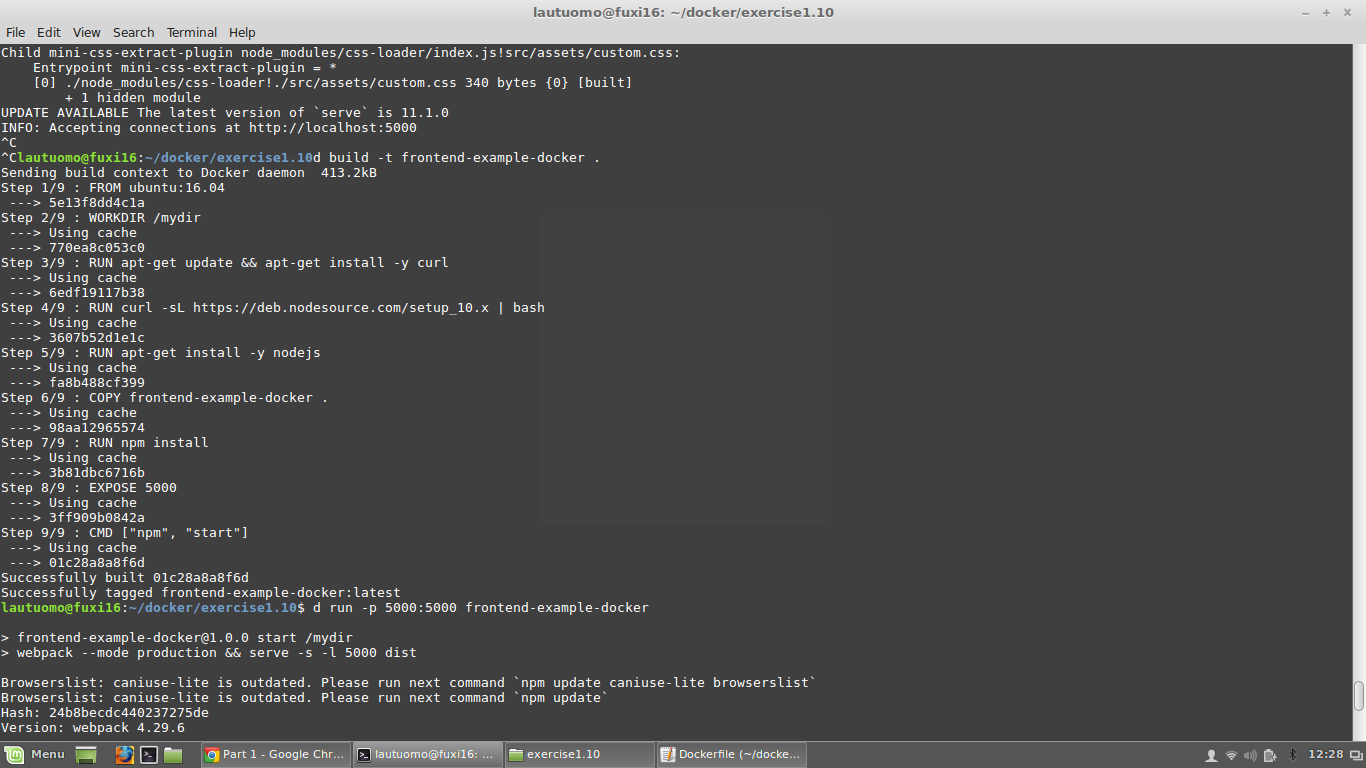 lautuomo@fuxi16: ~/docker/exercise1.10
File Edit View Search Terminal Help
Child mini-css-extract-plugin node_modules/css-loader/index.js!src/assets/custom.css:
    Entrypoint mini-css-extract-plugin = *
    [0] ./node_modules/css-loader!./src/assets/custom.css 340 bytes {0} [built]
        + 1 hidden module
UPDATE AVAILABLE The latest version of `serve` is 11.1.0
INFO: Accepting connections at http://localhost:5000
^C
^Clautuomo@fuxi16:~/docker/exercise1.10d build -t frontend-example-docker .
Sending build context to Docker daemon  413.2kB
Step 1/9 : FROM ubuntu:16.04
 ---> 5e13f8dd4c1a
Step 2/9 : WORKDIR /mydir
 ---> Using cache
 ---> 770ea8c053c0
Step 3/9 : RUN apt-get update && apt-get install -y curl
 ---> Using cache
 ---> 6edf19117b38
Step 4/9 : RUN curl -sL https://deb.nodesource.com/setup_10.x | bash
 ---> Using cache
 ---> 3607b52d1e1c
Step 5/9 : RUN apt-get install -y nodejs
 ---> Using cache
 ---> fa8b488cf399
Step 6/9 : COPY frontend-example-docker .
 ---> Using cache
 ---> 98aa12965574
Step 7/9 : RUN npm install
 ---> Using cache
 ---> 3b81dbc6716b
Step 8/9 : EXPOSE 5000
 ---> Using cache
 ---> 3ff909b0842a
Step 9/9 : CMD ["npm", "start"]
 ---> Using cache
 ---> 01c28a8a8f6d
Successfully built 01c28a8a8f6d
Successfully tagged frontend-example-docker:latest
lautuomo@fuxi16:~/docker/exercise1.10$ d run -p 5000:5000 frontend-example-docker
> frontend-example-docker@1.0.0 start /mydir
> webpack --mode production && serve -s -l 5000 dist
Browserslist: caniuse-lite is outdated. Please run next command `npm update caniuse-lite browserslist`
Browserslist: caniuse-lite is outdated. Please run next command `npm update`
Hash: 24b8becdc440237275de
Version: webpack 4.29.6
Menu Part 1 - Google Chr... lautuomo@fuxi16: ... exercise1.10 Dockerfile (~/docke... 12:28